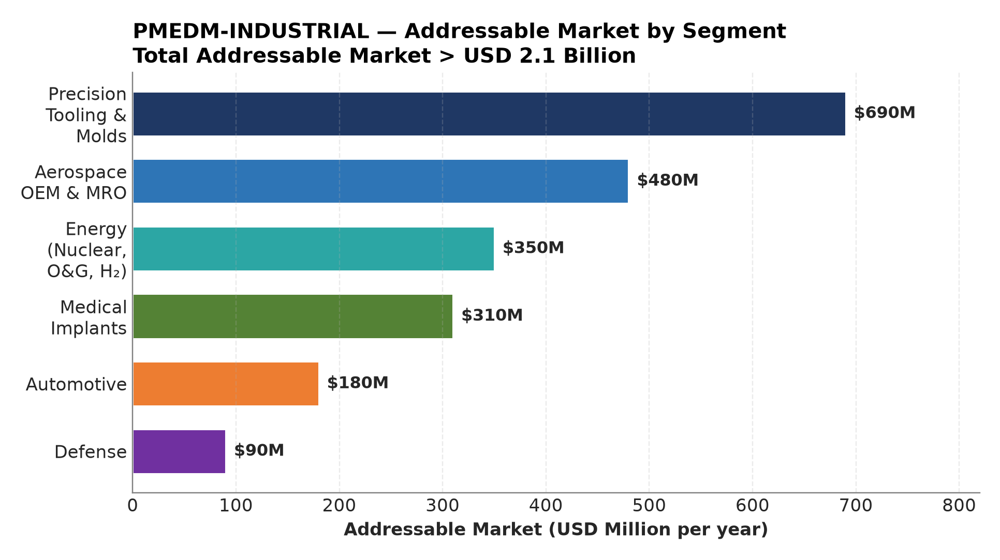 PMEDM-INDUSTRIAL — Addressable Market by Segment
Total Addressable Market > USD 2.1 Billion
Precision
Tooling &
Molds
$690M
Aerospace
OEM & MRO
$480M
Energy
(Nuclear,
O&G, H₂)
$350M
Medical
Implants
$310M
Automotive
$180M
Defense
$90M
0 100 200 300 400 500 600 700 800
Addressable Market (USD Million per year)